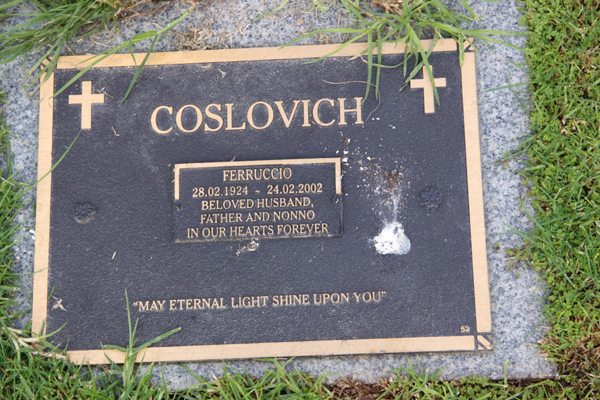 COSLOVICH
FERRUCCIO
28.02.1924 ~ 24.02.2002
BELOVED HUSBAND,
FATHER AND NONNO
IN OUR HEARTS FOREVER
"MAY ETERNAL LIGHT SHINE UPON YOU"
52